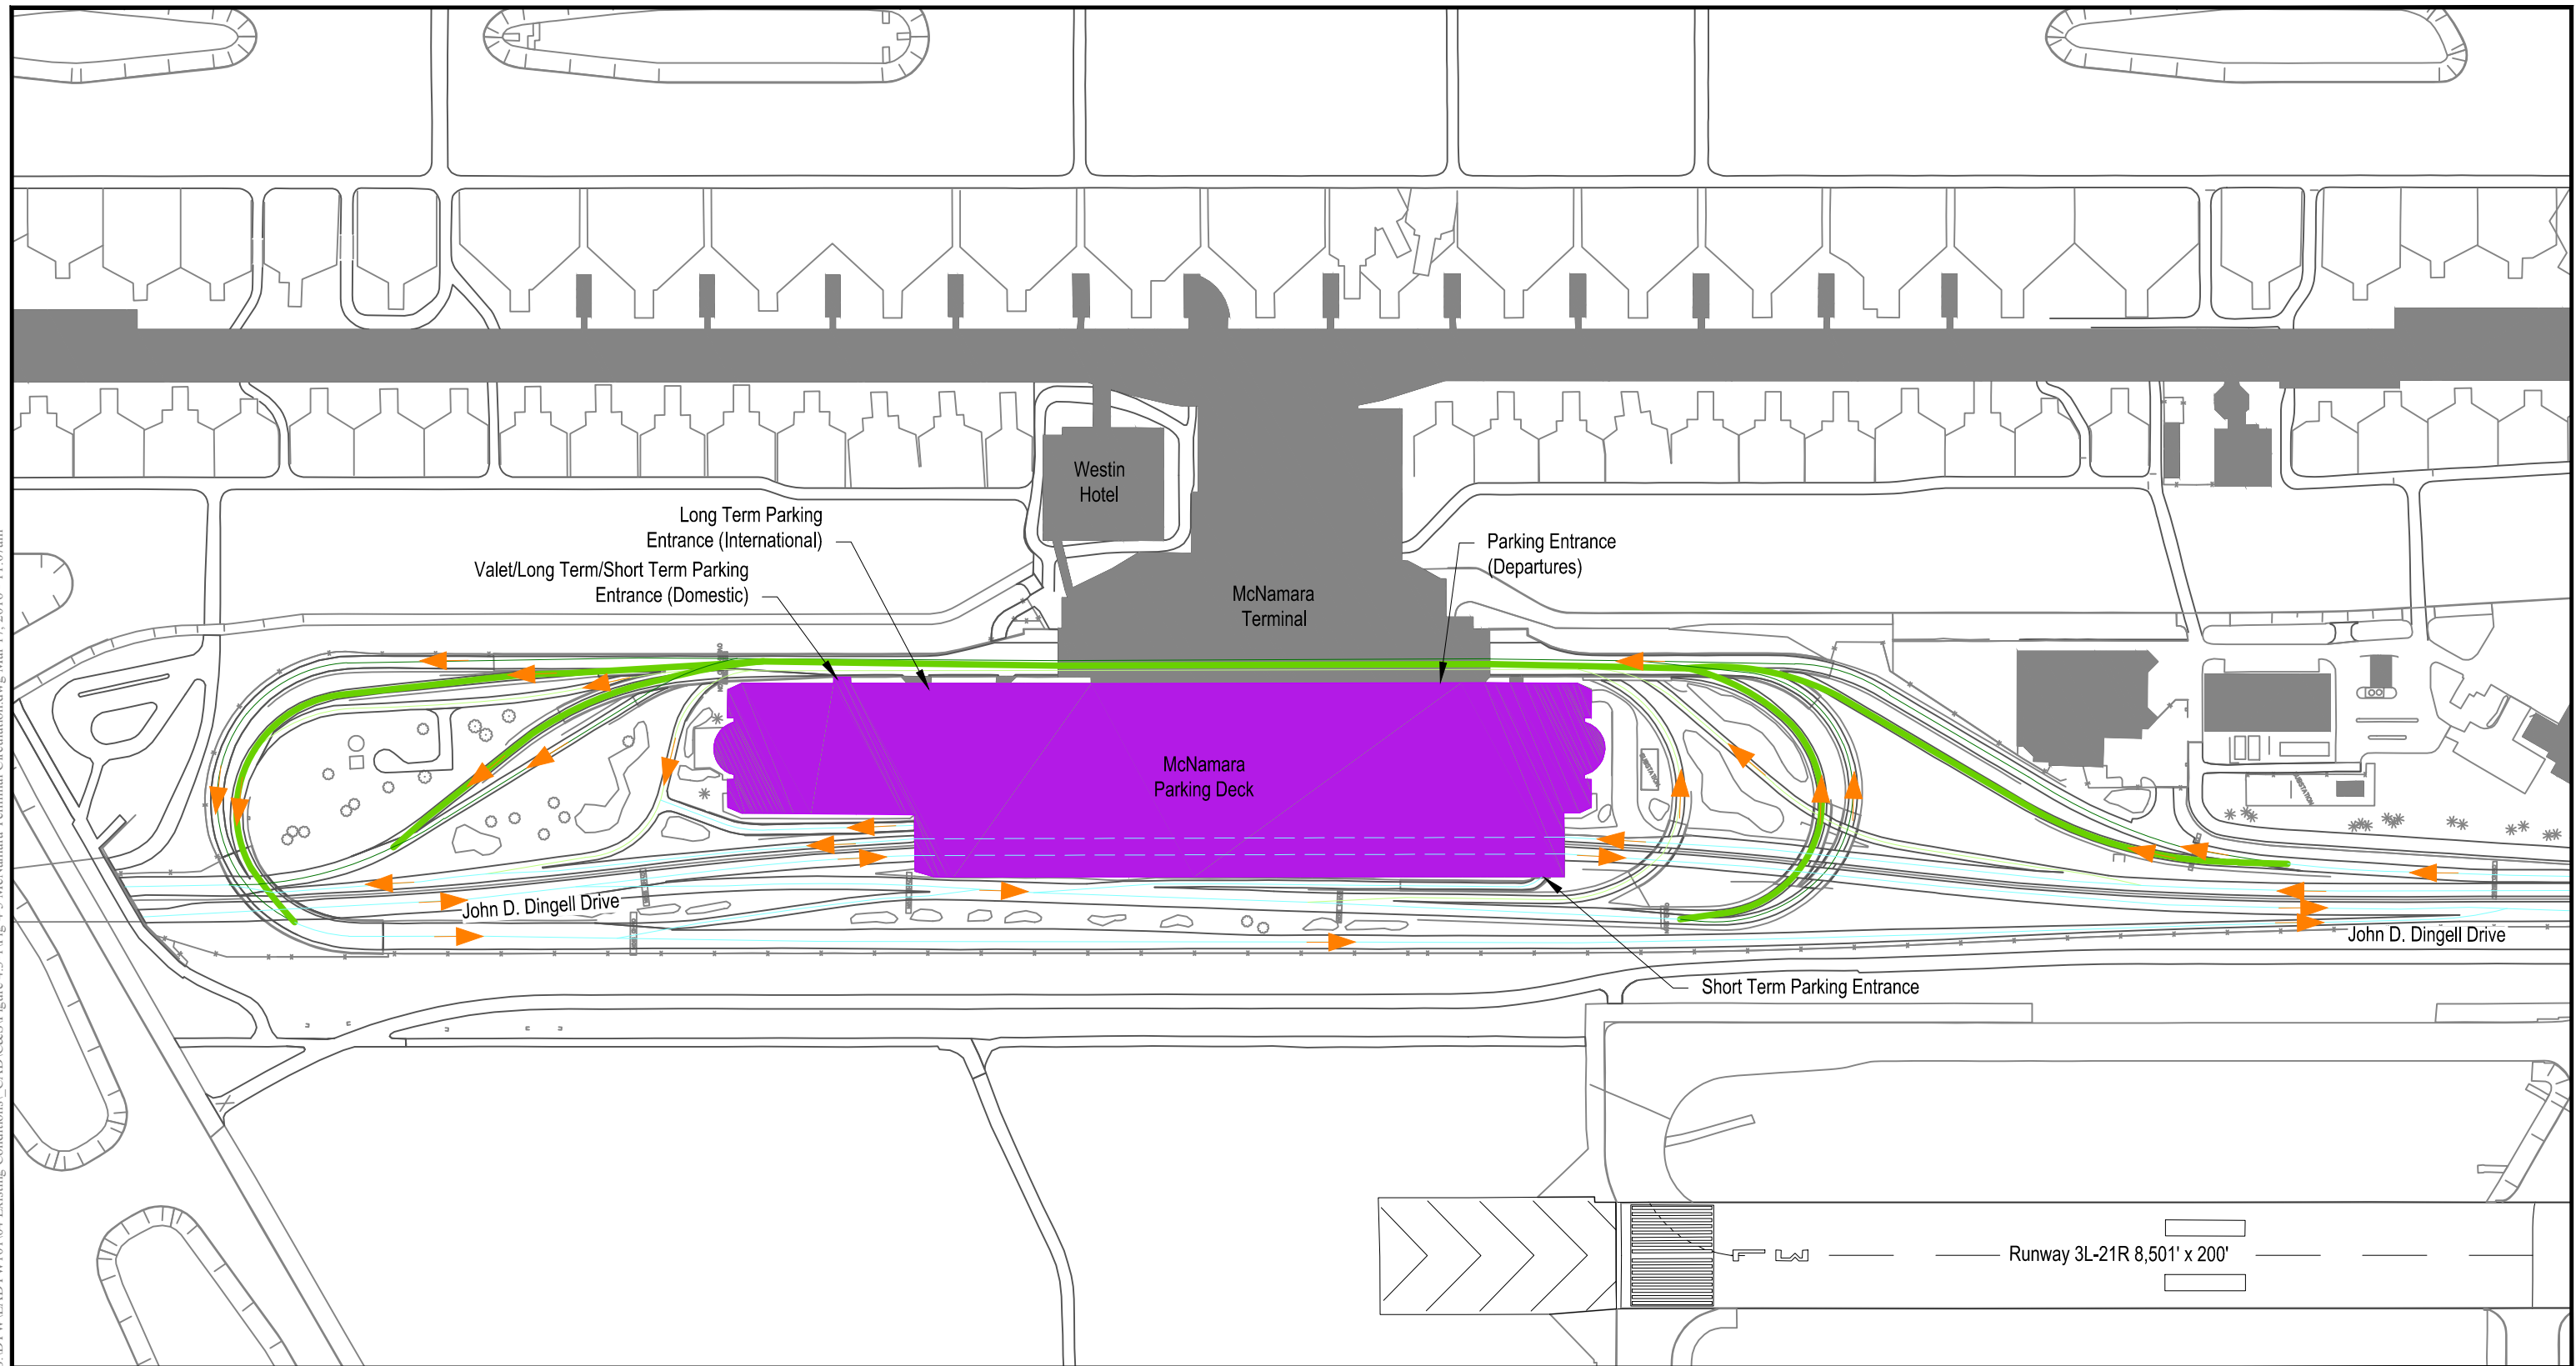 Westin
Hotel
Long Term Parking
Entrance (International)
Valet/Long Term/Short Term Parking
Entrance (Domestic)
Parking Entrance
(Departures)
McNamara
Terminal
McNamara
Parking Deck
SUBSTATION
SUBSTATION
John D. Dingell Drive
John D. Dingell Drive
Short Term Parking Entrance
Runway 3L-21R 8,501' x 200'